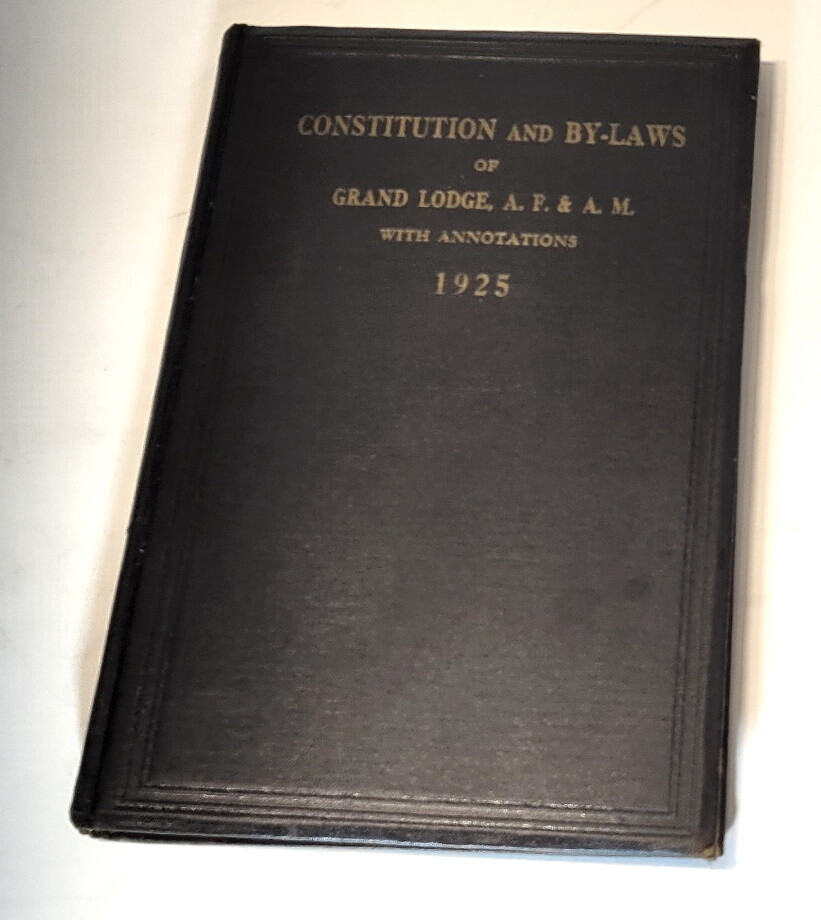 CONSTITUTION AND BY-LAWS
OF
GRAND LODGE, A. F. & A. M.
WITH ANNOTATIONS
1925